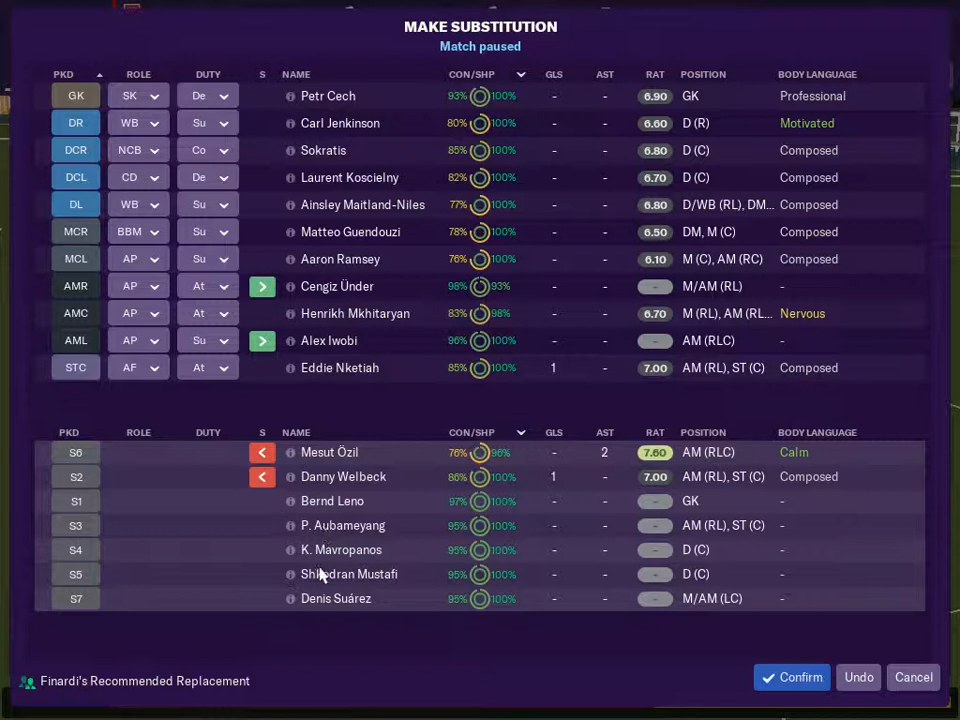 MAKE SUBSTITUTION
Match paused
PKD ROLE DUTY S NAME CON/SHP GLS AST RAT POSITION BODY LANGUAGE
GK SK De Petr Cech 93% 100% - - 6.90 GK Professional
DR WB Su Carl Jenkinson 80% 100% - - 6.60 D (R) Motivated
DCR NCB Co Sokratis 85% 100% - - 6.80 D (C) Composed
DCL CD De Laurent Koscielny 82% 100% - - 6.70 D (C) Composed
DL WB Su Ainsley Maitland-Niles 77% 100% - - 6.80 D/WB (RL), DM... Composed
MCR BBM Su Matteo Guendouzi 78% 100% - - 6.50 DM, M (C) Composed
MCL AP Su Aaron Ramsey 76% 100% - - 6.10 M (C), AM (RC) Composed
AMR AP At > Cengiz Ünder 98% 93% - - - M/AM (RL)
AMC AP At Henrikh Mkhitaryan 83% 98% - - 6.70 M (RL), AM (RL... Nervous
AML AP Su > Alex Iwobi 96% 100% - - - AM (RLC)
STC AF At Eddie Nketiah 85% 100% 1 - 7.00 AM (RL), ST (C) Composed
PKD ROLE DUTY S NAME CON/SHP GLS AST RAT POSITION BODY LANGUAGE
S6 < Mesut Özil 76% 96% - 2 7.60 AM (RLC) Calm
S2 < Danny Welbeck 86% 100% 1 - 7.00 AM (RL), ST (C) Composed
S1 Bernd Leno 97% 100% - - - GK -
S3 P. Aubameyang 95% 100% - - - AM (RL), ST (C) -
S4 K. Mavropanos 95% 100% - - - D (C) -
S5 Shkodran Mustafi 95% 100% - - - D (C) -
S7 Denis Suárez 95% 100% - - - M/AM (LC) -
Finardi's Recommended Replacement Confirm Undo Cancel